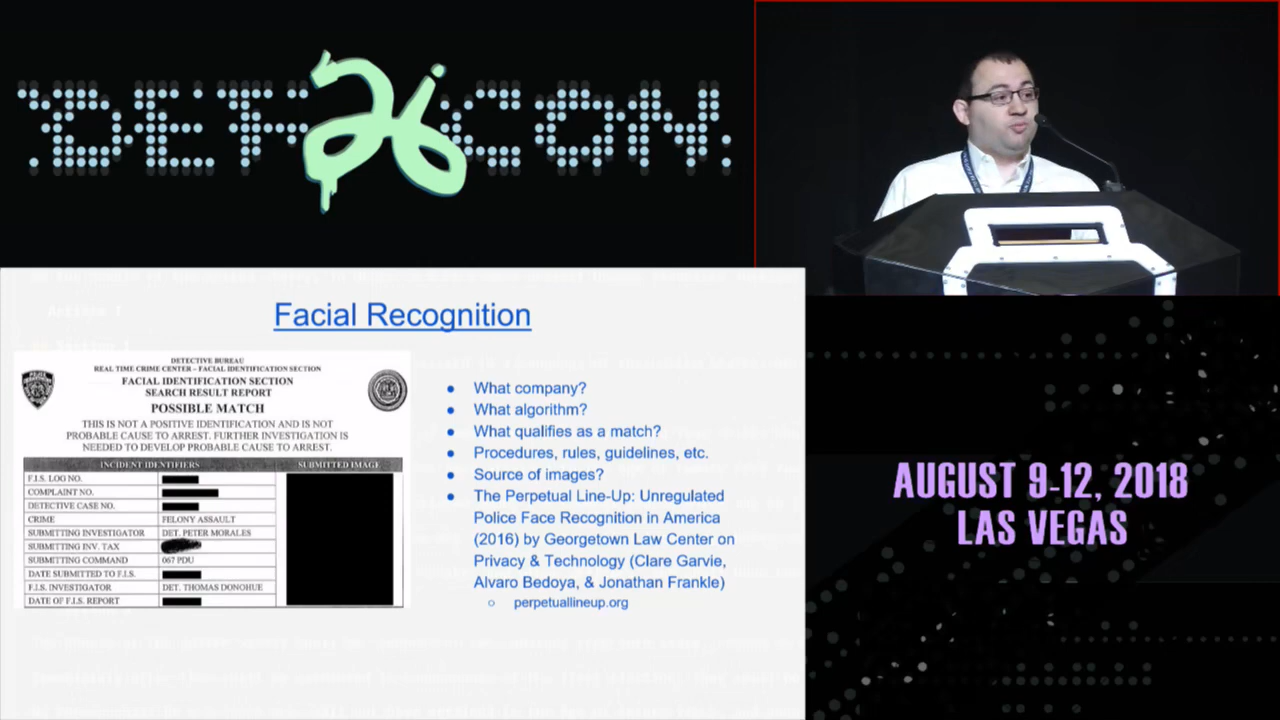 DEF 26 CON
Facial Recognition
DETECTIVE BUREAU
REAL TIME CRIME CENTER – FACIAL IDENTIFICATION SECTION
FACIAL IDENTIFICATION SECTION
SEARCH RESULT REPORT
POSSIBLE MATCH
THIS IS NOT A POSITIVE IDENTIFICATION AND IS NOT
PROBABLE CAUSE TO ARREST. FURTHER INVESTIGATION IS
NEEDED TO DEVELOP PROBABLE CAUSE TO ARREST.
INCIDENT IDENTIFIERS SUBMITTED IMAGE
F.I.S. LOG NO.
COMPLAINT NO.
DETECTIVE CASE NO.
CRIME FELONY ASSAULT
SUBMITTING INVESTIGATOR DET. PETER MORALES
SUBMITTING INV. TAX
SUBMITTING COMMAND 067 PDU
DATE SUBMITTED TO F.I.S.
F.I.S. INVESTIGATOR DET. THOMAS DONOHUE
DATE OF F.I.S. REPORT
● What company?
● What algorithm?
● What qualifies as a match?
● Procedures, rules, guidelines, etc.
● Source of images?
● The Perpetual Line-Up: Unregulated
Police Face Recognition in America
(2016) by Georgetown Law Center on
Privacy & Technology (Clare Garvie,
Alvaro Bedoya, & Jonathan Frankle)
○ perpetuallineup.org
AUGUST 9-12, 2018
LAS VEGAS